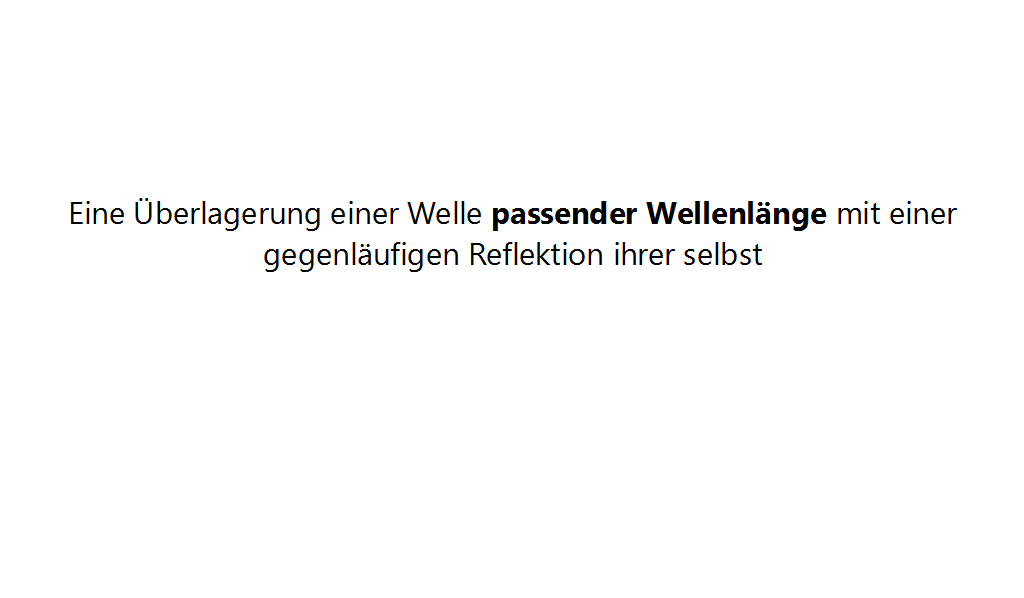 Eine Überlagerung einer Welle passender Wellenlänge mit einer
gegenläufigen Reflektion ihrer selbst